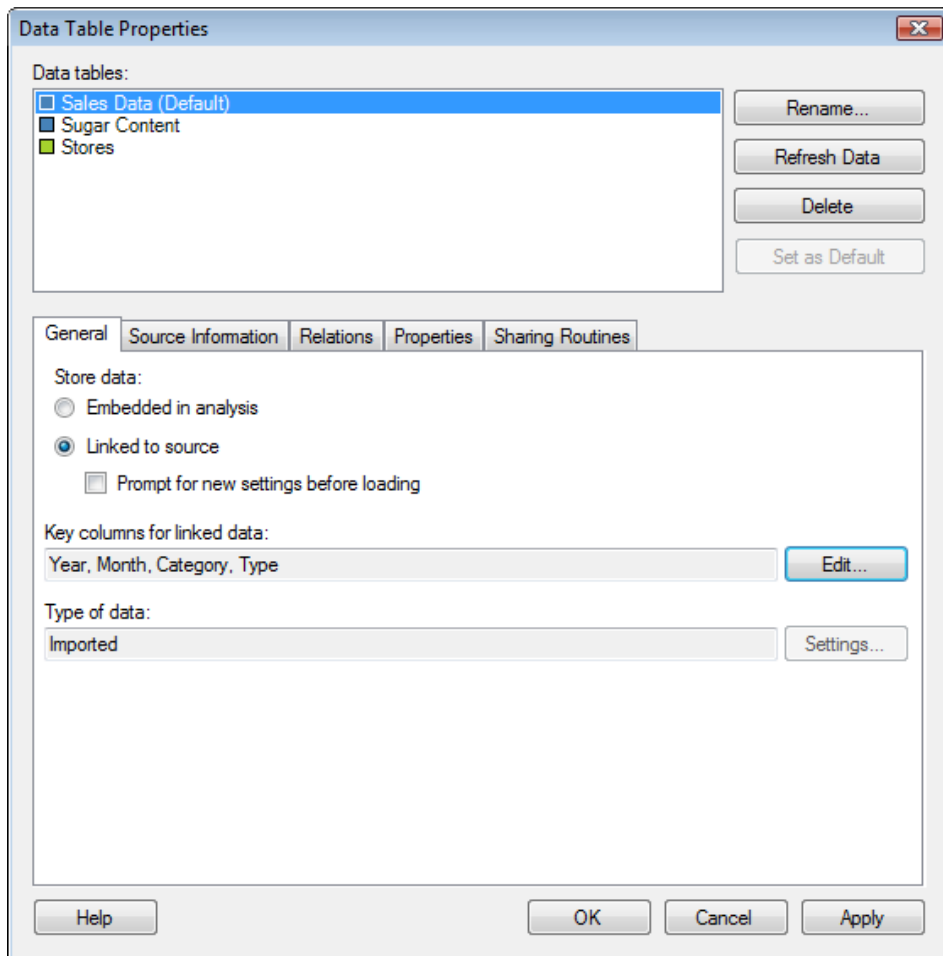 Data Table Properties
Data tables:
Sales Data (Default)
Sugar Content
Stores
Rename...
Refresh Data
Delete
Set as Default
General Source Information Relations Properties Sharing Routines
Store data:
Embedded in analysis
Linked to source
Prompt for new settings before loading
Key columns for linked data:
Year, Month, Category, Type Edit...
Type of data:
Imported Settings...
Help OK Cancel Apply